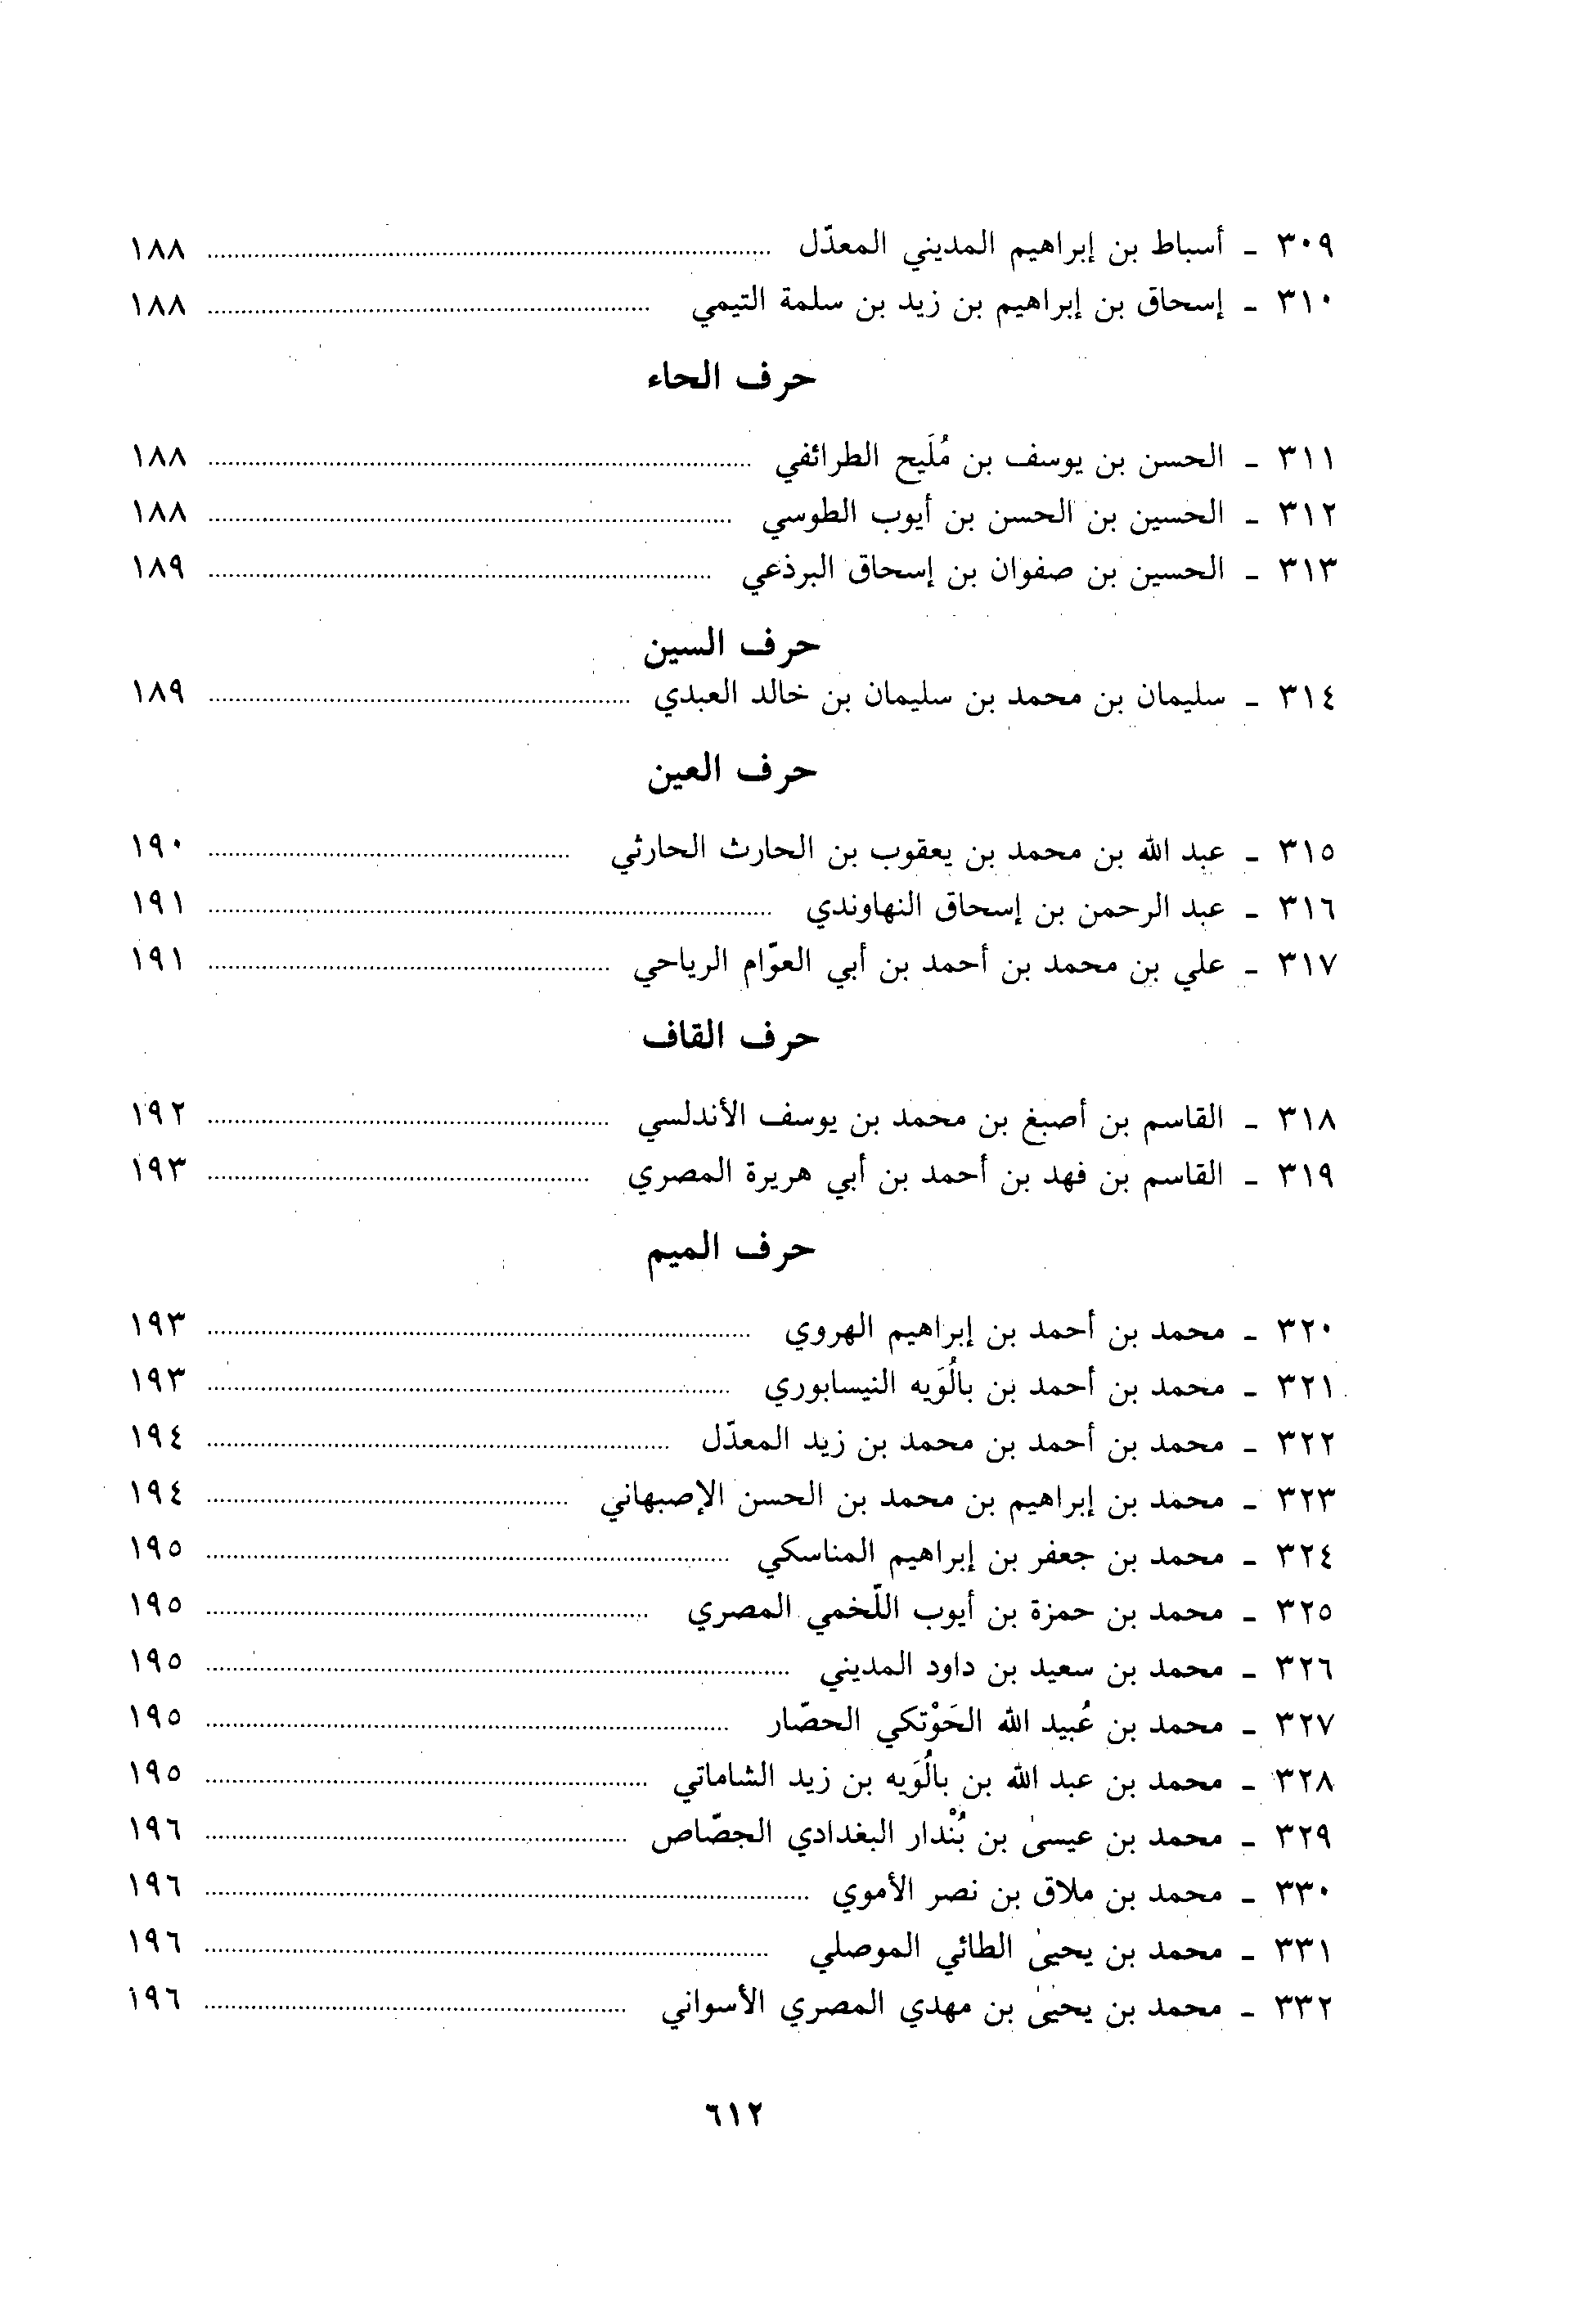 ٣٠٩ ـ أسباط بن إبراهيم المديني المعدّل ........ ١٨٨
٣١٠ ـ إسحاق بن إبراهيم بن زيد بن سلمة التيمي ........ ١٨٨
حرف الحاء
٣١١ ـ الحسن بن يوسف بن مُلَيح الطرائفي ........ ١٨٨
٣١٢ ـ الحسين بن الحسن بن أيوب الطوسي ........ ١٨٨
٣١٣ ـ الحسين بن صفوان بن إسحاق البرذعي ........ ١٨٩
حرف السين
٣١٤ ـ سليمان بن محمد بن سليمان بن خالد العبدي ........ ١٨٩
حرف العين
٣١٥ ـ عبد الله بن محمد بن يعقوب بن الحارث الحارثي ........ ١٩٠
٣١٦ ـ عبد الرحمن بن إسحاق النهاوندي ........ ١٩١
٣١٧ ـ علي بن محمد بن أحمد بن أبي العوّام الرياحي ........ ١٩١
حرف القاف
٣١٨ ـ القاسم بن أصبغ بن محمد بن يوسف الأندلسي ........ ١٩٢
٣١٩ ـ القاسم بن فهد بن أحمد بن أبي هريرة المصري ........ ١٩٣
حرف الميم
٣٢٠ ـ محمد بن أحمد بن إبراهيم الهروي ........ ١٩٣
٣٢١ ـ محمد بن أحمد بن بالُوَيه النيسابوري ........ ١٩٣
٣٢٢ ـ محمد بن أحمد بن محمد بن زيد المعدّل ........ ١٩٤
٣٢٣ ـ محمد بن إبراهيم بن محمد بن الحسن الإصبهاني ........ ١٩٤
٣٢٤ ـ محمد بن جعفر بن إبراهيم المناسكي ........ ١٩٥
٣٢٥ ـ محمد بن حمزة بن أيوب اللّخمي المصري ........ ١٩٥
٣٢٦ ـ محمد بن سعيد بن داود المديني ........ ١٩٥
٣٢٧ ـ محمد بن عُبيد الله الحَوْتكي الحصّار ........ ١٩٥
٣٢٨ ـ محمد بن عبد الله بن بالُوَيه بن زيد الشاماتي ........ ١٩٥
٣٢٩ ـ محمد بن عيسىٰ بن بُنْدار البغدادي الجصّاص ........ ١٩٦
٣٣٠ ـ محمد بن ملاق بن نصر الأموي ........ ١٩٦
٣٣١ ـ محمد بن يحيىٰ الطائي الموصلي ........ ١٩٦
٣٣٢ ـ محمد بن يحيىٰ بن مهدي المصري الأسواني ........ ١٩٦
٦١٢